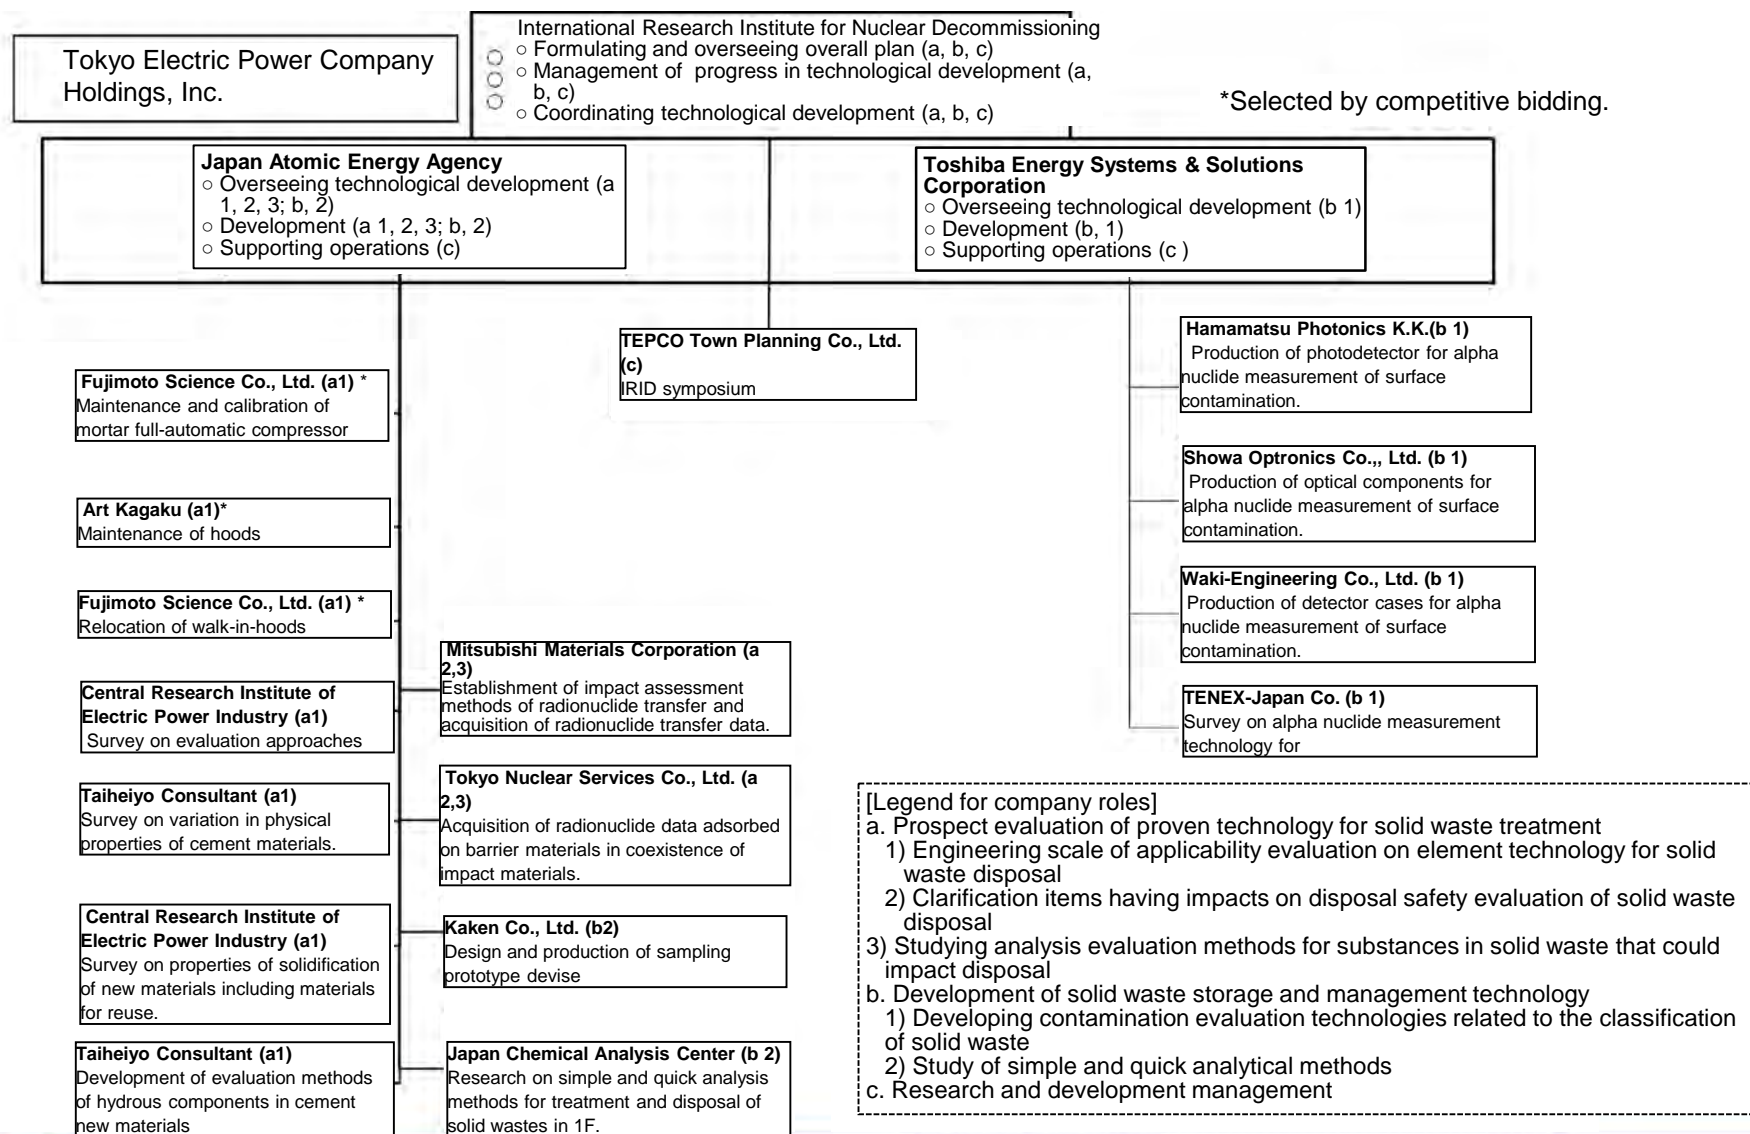 Tokyo Electric Power Company
Holdings, Inc.
International Research Institute for Nuclear Decommissioning
○ Formulating and overseeing overall plan (a, b, c)
○ Management of progress in technological development (a,
b, c)
○ Coordinating technological development (a, b, c)
*Selected by competitive bidding.
Japan Atomic Energy Agency
○ Overseeing technological development (a
1, 2, 3; b, 2)
○ Development (a 1, 2, 3; b, 2)
○ Supporting operations (c)
Toshiba Energy Systems & Solutions
Corporation
○ Overseeing technological development (b 1)
○ Development (b, 1)
○ Supporting operations (c )
TEPCO Town Planning Co., Ltd.
(c)
IRID symposium
Fujimoto Science Co., Ltd. (a1) *
Maintenance and calibration of
mortar full-automatic compressor
Art Kagaku (a1)*
Maintenance of hoods
Fujimoto Science Co., Ltd. (a1) *
Relocation of walk-in-hoods
Central Research Institute of
Electric Power Industry (a1)
Survey on evaluation approaches
Taiheiyo Consultant (a1)
Survey on variation in physical
properties of cement materials.
Central Research Institute of
Electric Power Industry (a1)
Survey on properties of solidification
of new materials including materials
for reuse.
Taiheiyo Consultant (a1)
Development of evaluation methods
of hydrous components in cement
new materials
Mitsubishi Materials Corporation (a
2,3)
Establishment of impact assessment
methods of radionuclide transfer and
acquisition of radionuclide transfer data.
Tokyo Nuclear Services Co., Ltd. (a
2,3)
Acquisition of radionuclide data adsorbed
on barrier materials in coexistence of
impact materials.
Kaken Co., Ltd. (b2)
Design and production of sampling
prototype devise
Japan Chemical Analysis Center (b 2)
Research on simple and quick analysis
methods for treatment and disposal of
solid wastes in 1F.
Hamamatsu Photonics K.K.(b 1)
Production of photodetector for alpha
nuclide measurement of surface
contamination.
Showa Optronics Co.,, Ltd. (b 1)
Production of optical components for
alpha nuclide measurement of surface
contamination.
Waki-Engineering Co., Ltd. (b 1)
Production of detector cases for alpha
nuclide measurement of surface
contamination.
TENEX-Japan Co. (b 1)
Survey on alpha nuclide measurement
technology for
[Legend for company roles]
a. Prospect evaluation of proven technology for solid waste treatment
1) Engineering scale of applicability evaluation on element technology for solid
waste disposal
2) Clarification items having impacts on disposal safety evaluation of solid waste
disposal
3) Studying analysis evaluation methods for substances in solid waste that could
impact disposal
b. Development of solid waste storage and management technology
1) Developing contamination evaluation technologies related to the classification
of solid waste
2) Study of simple and quick analytical methods
c. Research and development management